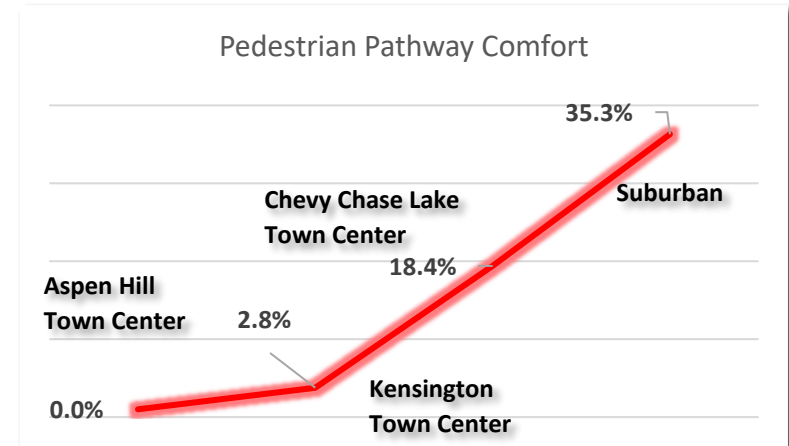 Pedestrian Pathway Comfort
35.3%
Suburban
Chevy Chase Lake
Town Center
18.4%
Aspen Hill
Town Center
2.8%
Kensington
Town Center
0.0%